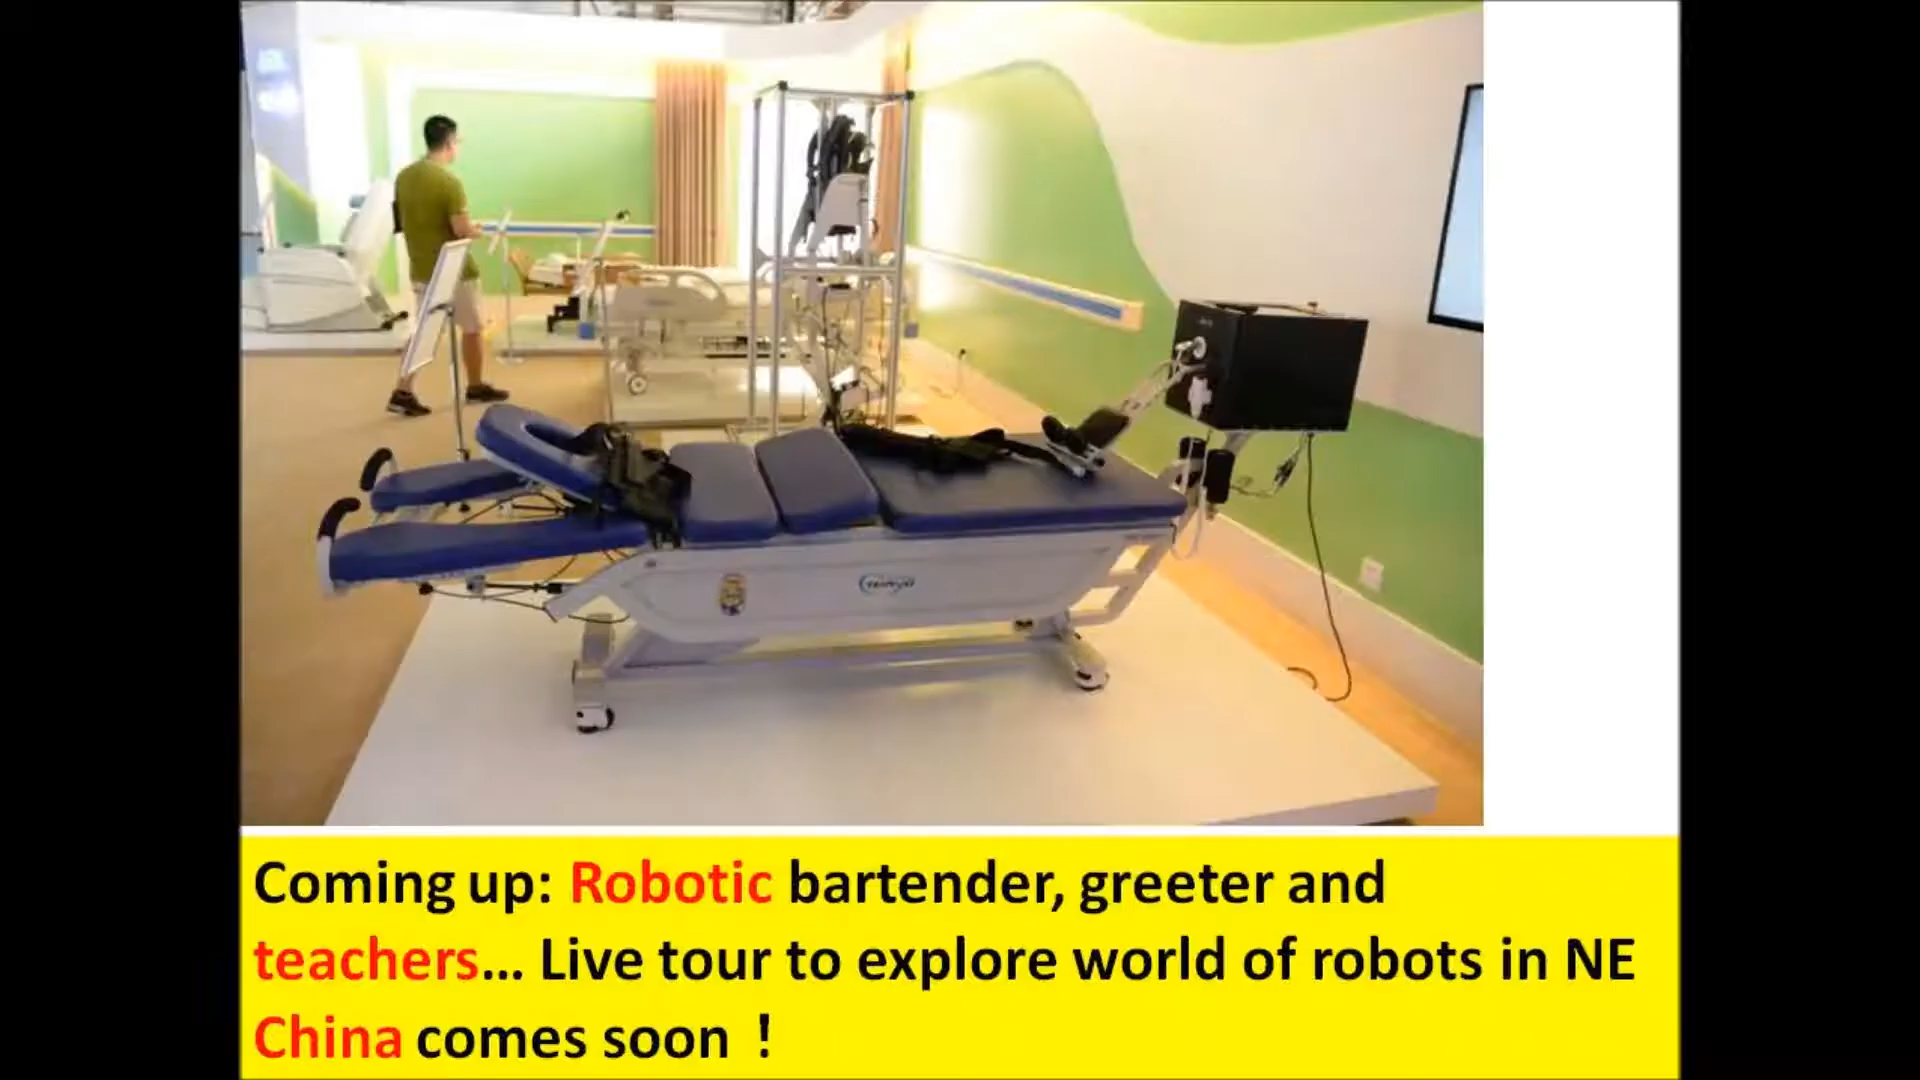 Coming up: Robotic bartender, greeter and
teachers... Live tour to explore world of robots in NE
China comes soon !